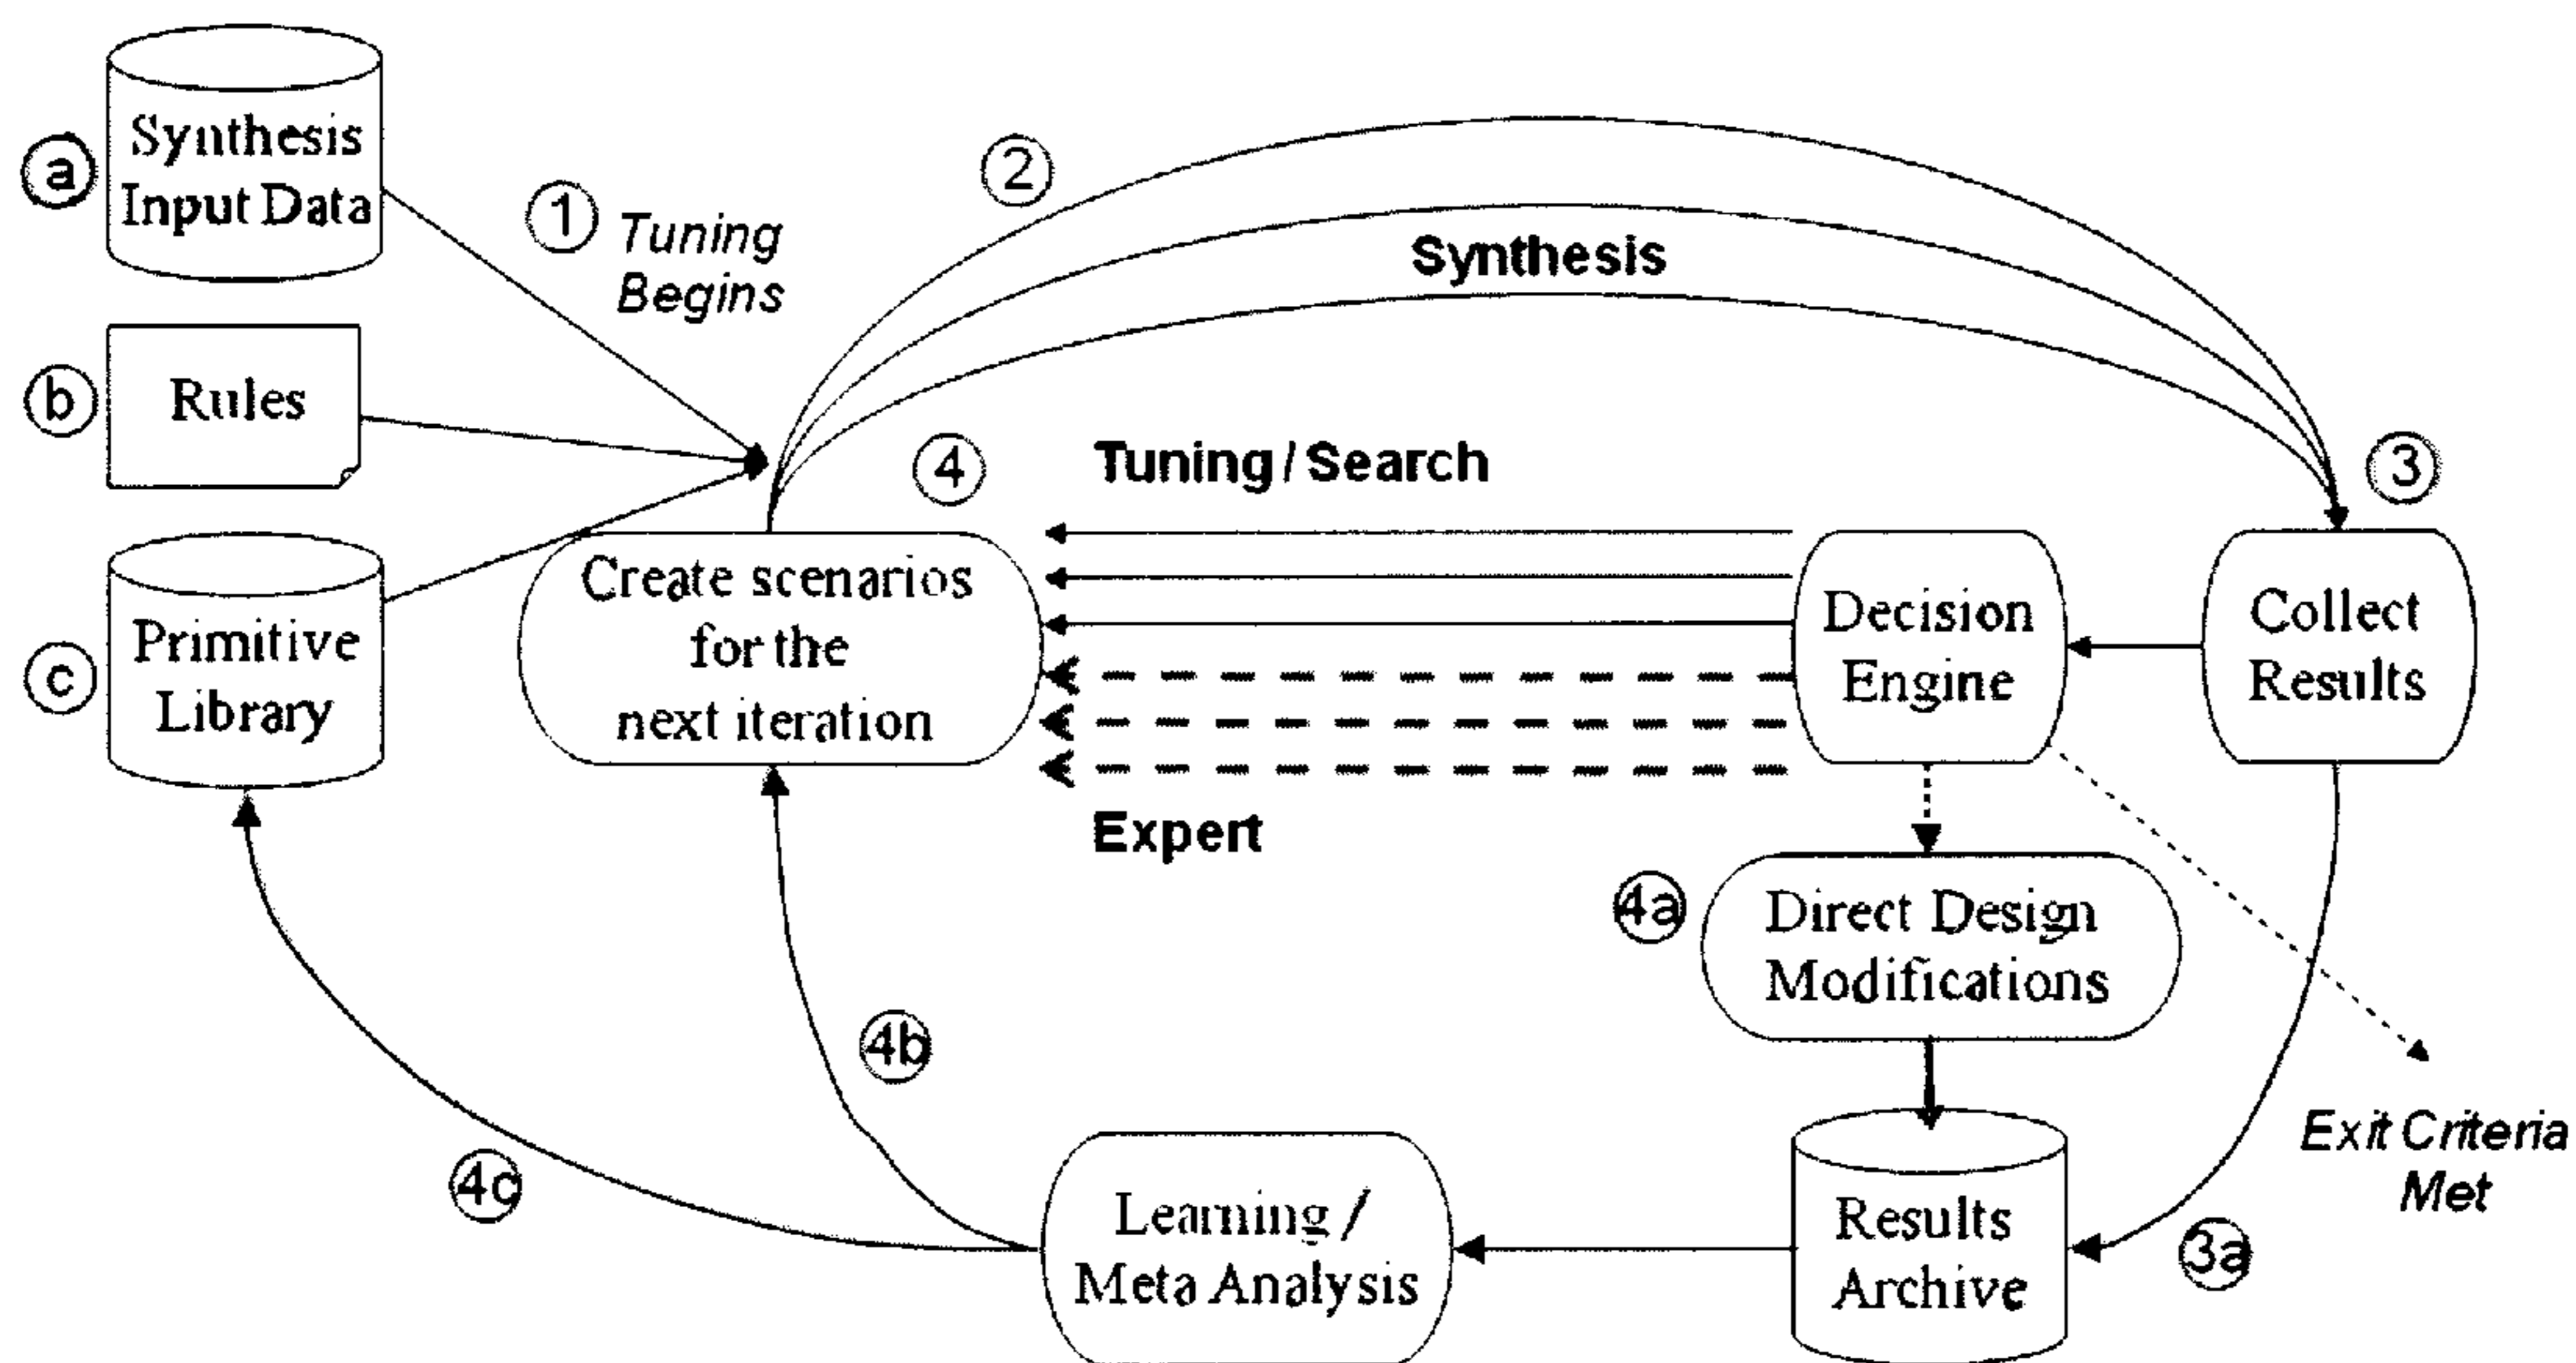 a
Synthesis
Input Data
1
Tuning
Begins
2
Synthesis
b
Rules
4
Tuning / Search
3
c
Primitive
Library
Create scenarios
for the
next iteration
Decision
Engine
Collect
Results
Expert
4a
Direct Design
Modifications
4b
Exit Criteria
Met
4c
Learning /
Meta Analysis
Results
Archive
3a